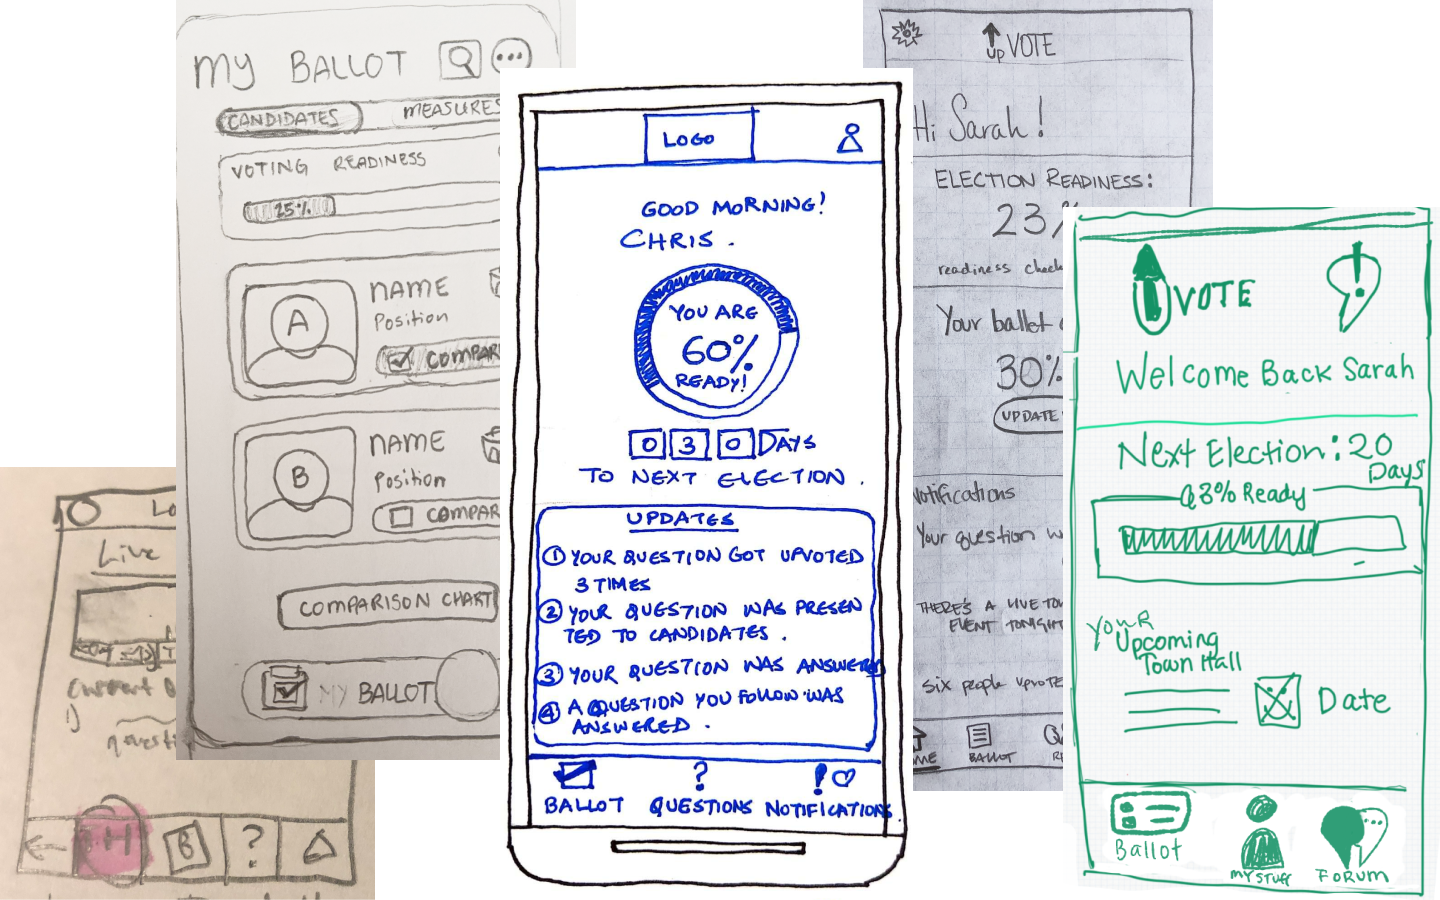 MY BALLOT
CANDIDATES MEASURES
VOTING READINESS
25%
A
NAME
Position
COMPAR
B
NAME
Position
COMPAR
COMPARISON CHART
MY BALLOT
Lo
Live
H
B
?
LOGO
GOOD MORNING!
CHRIS.
YOU ARE
60%
READY!
0 3 0 DAYS
TO NEXT ELECTION.
UPDATES
① YOUR QUESTION GOT UPVOTED
3 TIMES
② YOUR QUESTION WAS PRESEN
TED TO CANDIDATES.
③ YOUR QUESTION WAS ANSWERED
④ A QUESTION YOU FOLLOW WAS
ANSWERED.
? !
BALLOT QUESTIONS NOTIFICATIONS
UP VOTE
Hi Sarah!
ELECTION READINESS:
23%
readiness check
Your ballot
30%
UPDATE
Notifications
Your question w
THERE'S A LIVE TOW
EVENT TONIGHT
Six people upvote
ME BALLOT
VOTE
Welcome Back Sarah
Next Election: 20
Days
% Ready
Your
Upcoming
Town Hall
Date
Ballot MY STUFF FORUM